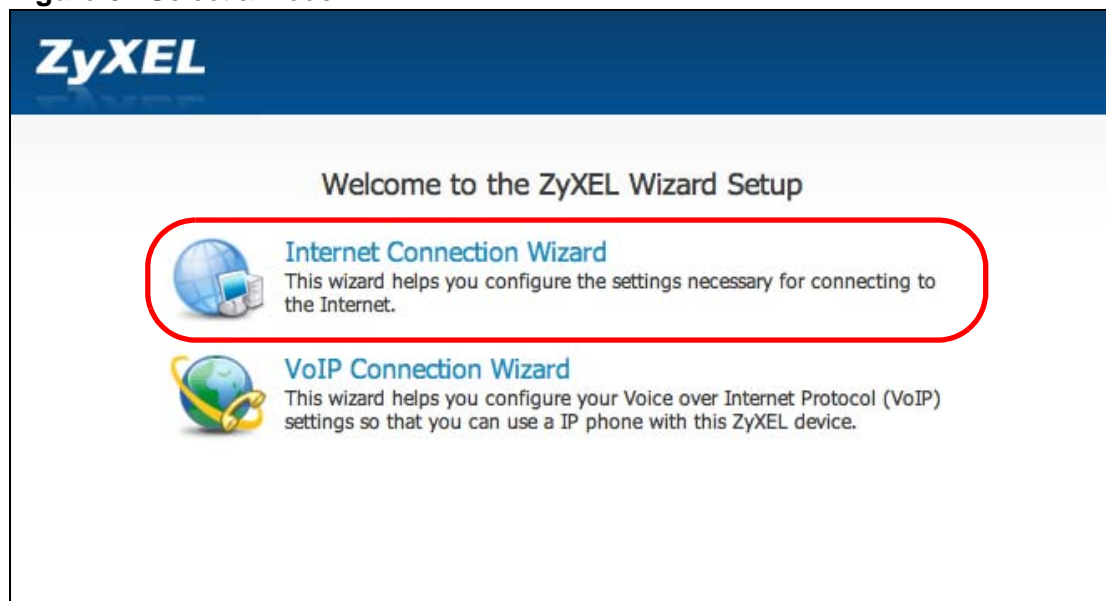 ZyXEL
Welcome to the ZyXEL Wizard Setup
Internet Connection Wizard
This wizard helps you configure the settings necessary for connecting to
the Internet.
VoIP Connection Wizard
This wizard helps you configure your Voice over Internet Protocol (VoIP)
settings so that you can use a IP phone with this ZyXEL device.